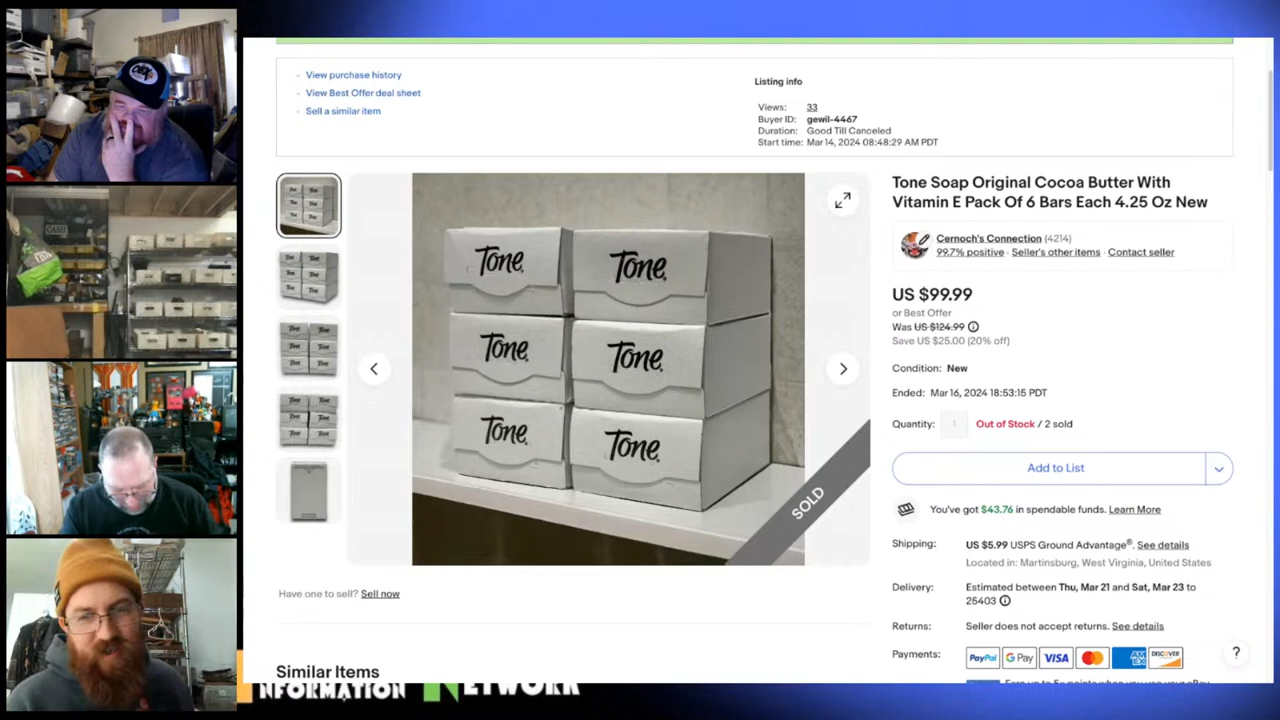 View purchase history
View Best Offer deal sheet
Sell a similar item
Listing info
Views: 33
Buyer ID: gewil-4467
Duration: Good Till Canceled
Start time: Mar 14, 2024 08:48:29 AM PDT
Tone Soap Original Cocoa Butter With
Vitamin E Pack Of 6 Bars Each 4.25 Oz New
Cernoch's Connection (4214)
99.7% positive · Seller's other items · Contact seller
Tone. Tone.
Tone. Tone.
Tone. Tone.
SOLD
US $99.99
or Best Offer
Was US $124.99
Save US $25.00 (20% off)
Condition: New
Ended: Mar 16, 2024 18:53:15 PDT
Quantity: 1 Out of Stock / 2 sold
Add to List
You've got $43.76 in spendable funds. Learn More
Shipping: US $5.99 USPS Ground Advantage®. See details
Located in: Martinsburg, West Virginia, United States
Delivery: Estimated between Thu, Mar 21 and Sat, Mar 23 to
25403
Returns: Seller does not accept returns. See details
Payments: PayPal G Pay VISA AM EX DISCOVER
Have one to sell? Sell now
Similar Items
?
INFORMATION NETWORK